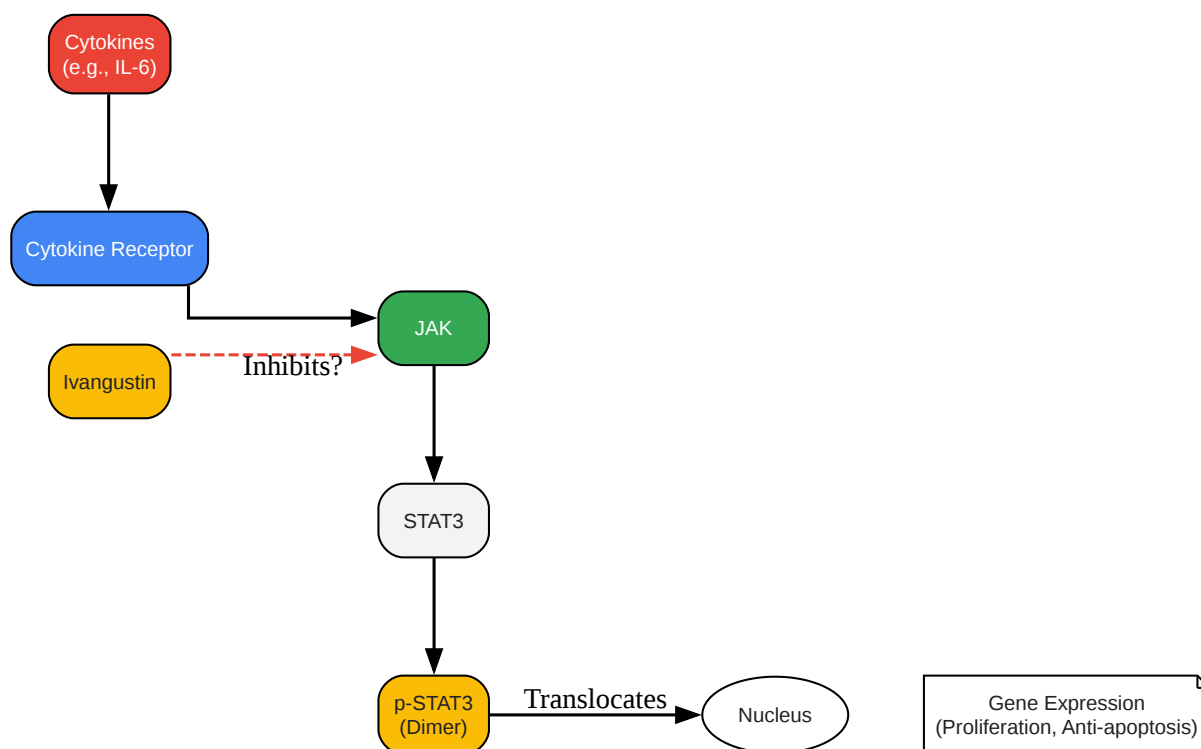 Cytokines
(e.g., IL-6)
Cytokine Receptor
JAK
Inhibits?
Ivangustin
STAT3
p-STAT3
(Dimer)
Translocates
Nucleus
Gene Expression
(Proliferation, Anti-apoptosis)